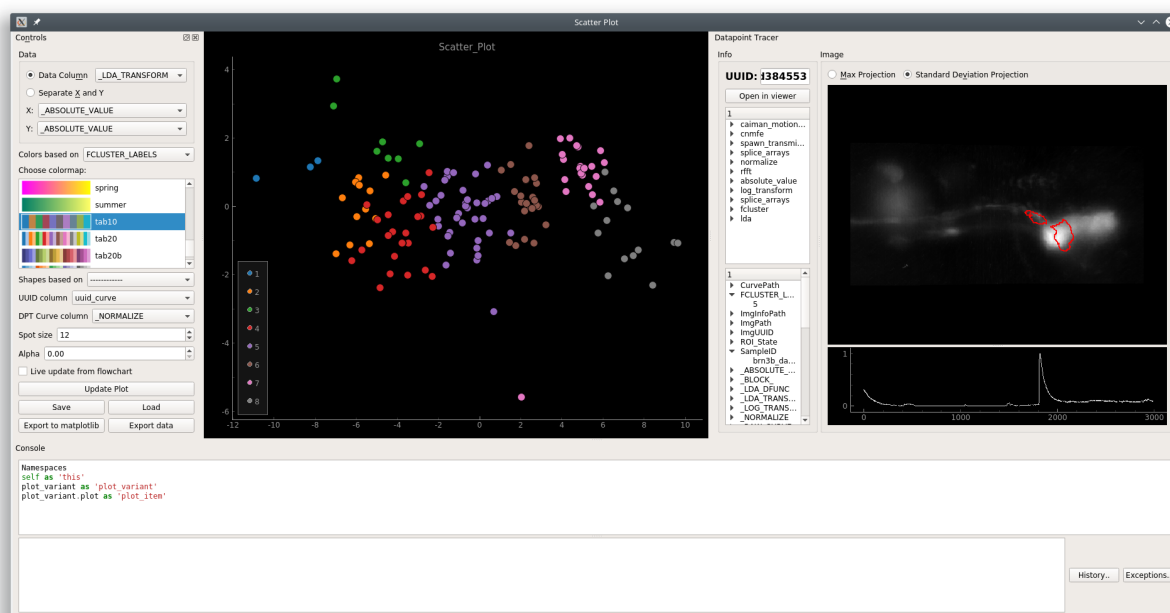 Scatter Plot
Controls
Data
Data Column
_LDA_TRANSFORM
Separate X and Y
X: _ABSOLUTE_VALUE
Y: _ABSOLUTE_VALUE
Colors based on FCLUSTER_LABELS
Choose colormap:
spring
summer
tab10
tab20
tab20b
Shapes based on ------------
UUID column uuid_curve
DPT Curve column _NORMALIZE
Spot size 12
Alpha 0.00
Live update from flowchart
Update Plot
Save Load
Export to matplotlib Export data
Scatter_Plot
4
2
0
-2
-4
-6
-12 -10 -8 -6 -4 -2 0 2 4 6 8 10
1
2
3
4
5
6
7
8
Datapoint Tracer
Info
UUID: 384553
Open in viewer
1
caiman_motion...
cnmfe
spawn_transmi...
splice_arrays
normalize
rfft
absolute_value
log_transform
splice_arrays
fcluster
lda
1
CurvePath
FCLUSTER_L...
5
ImgInfoPath
ImgPath
ImgUUID
ROI_State
SampleID
brn3b_da...
_ABSOLUTE_...
_BLOCK_
_LDA_DFUNC
_LDA_TRANS...
_LOG_TRANS...
_NORMALIZE
Image
Max Projection Standard Deviation Projection
1
0
0 1000 2000 3000
Console
Namespaces
self as 'this'
plot_variant as 'plot_variant'
plot_variant.plot as 'plot_item'
History.. Exceptions.